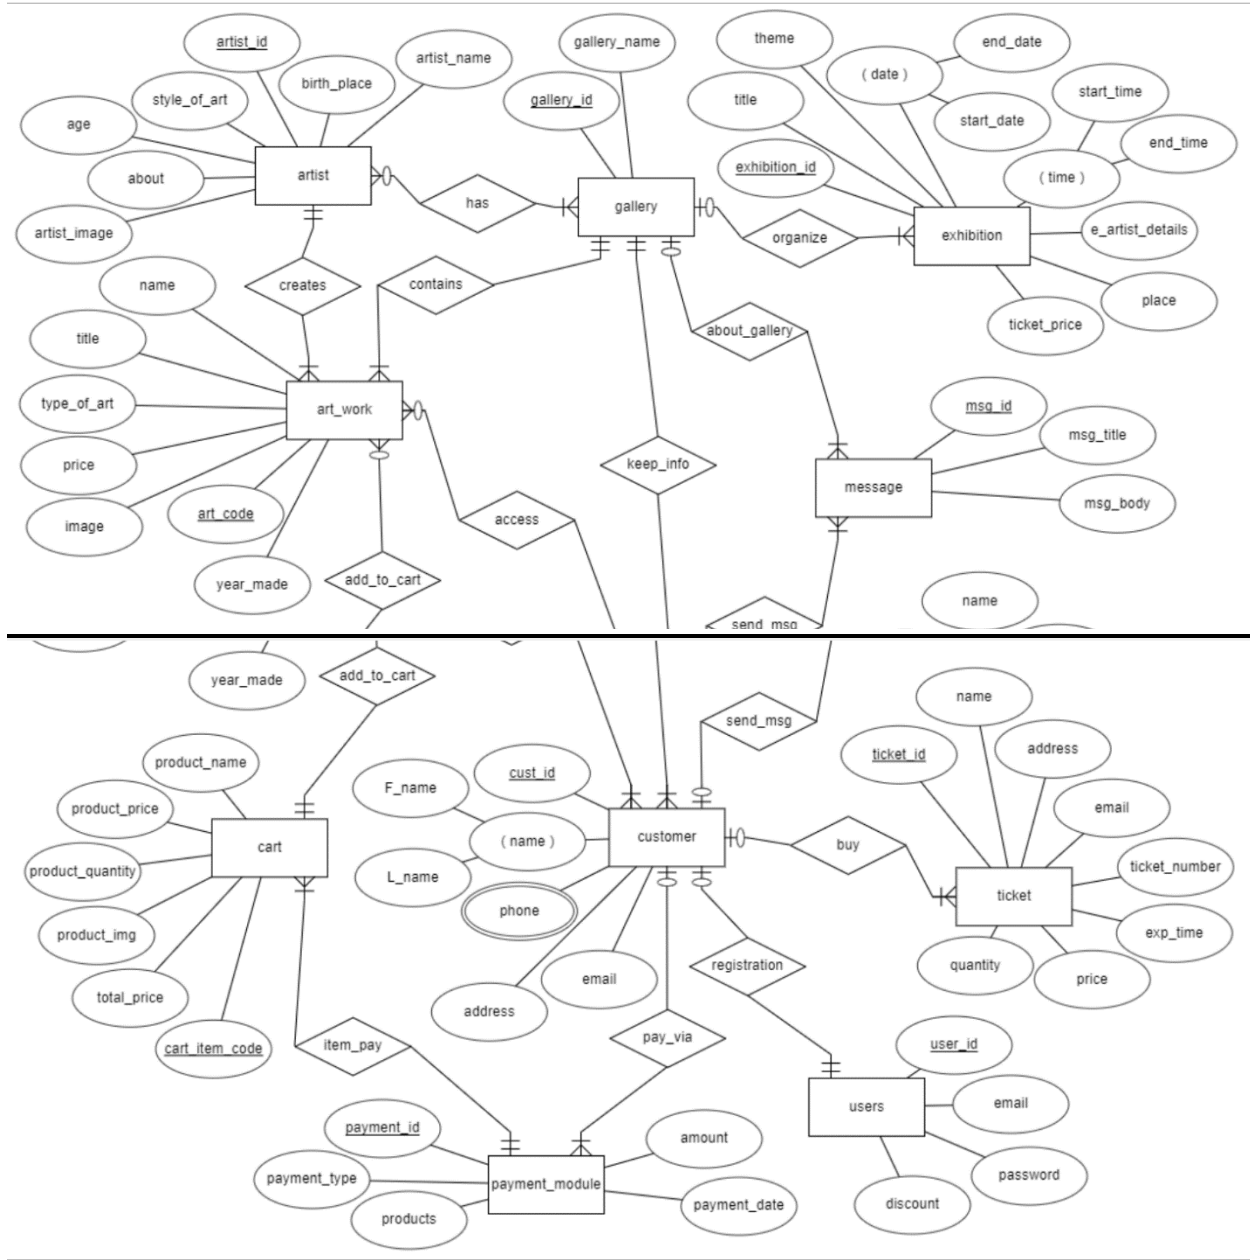 artist_id
gallery_name
theme
end_date
artist_name
( date )
birth_place
style_of_art
gallery_id
title
start_time
age
start_date
end_time
artist
about
exhibition_id
( time )
has
gallery
artist_image
organize
exhibition
e_artist_details
name
creates
contains
place
title
about_gallery
ticket_price
type_of_art
art_work
msg_id
msg_title
price
keep_info
message
msg_body
image
art_code
access
year_made
add_to_cart
name
send_msg
year_made
add_to_cart
send_msg
name
product_name
ticket_id
address
F_name
cust_id
product_price
email
cart
( name )
customer
buy
product_quantity
L_name
ticket_number
phone
ticket
product_img
registration
quantity
exp_time
total_price
address
email
price
cart_item_code
item_pay
pay_via
user_id
payment_id
amount
users
email
payment_type
payment_module
password
products
payment_date
discount